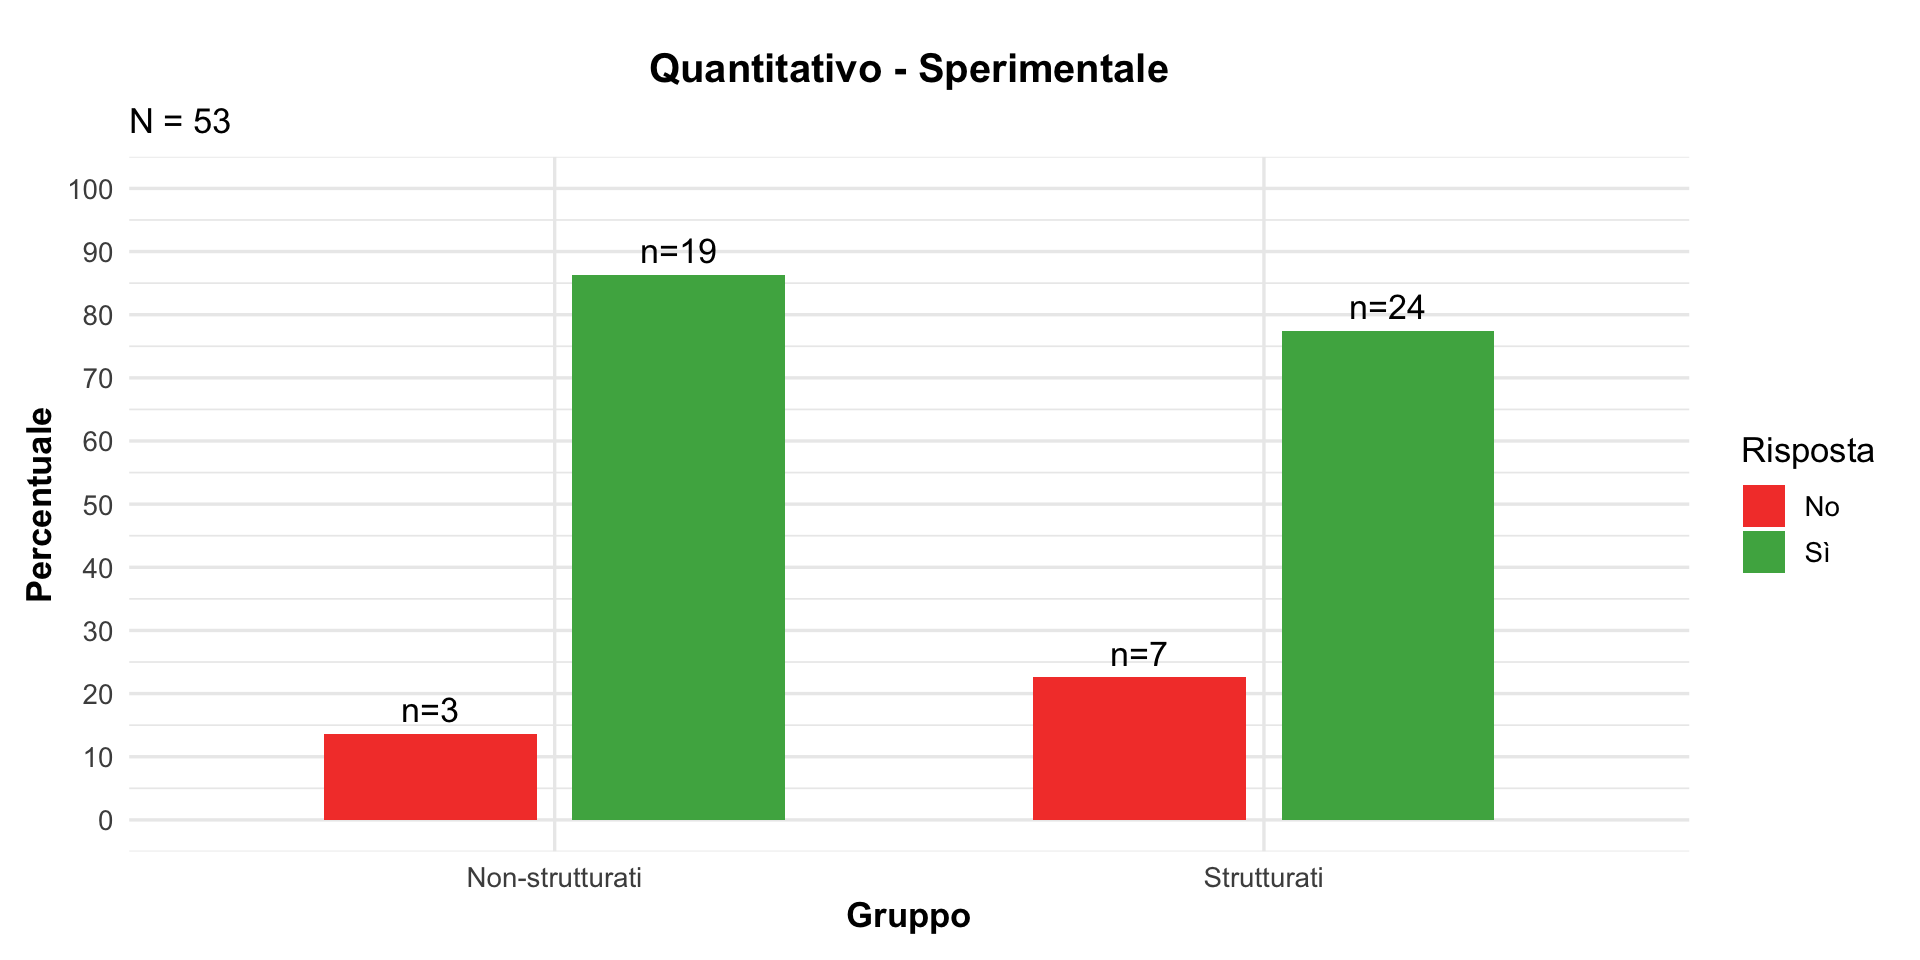 Quantitativo - Sperimentale
N = 53
Percentuale
100
90
80
70
60
50
40
30
20
10
0
n=3
n=19
n=7
n=24
Non-strutturati
Strutturati
Gruppo
Risposta
No
Sì